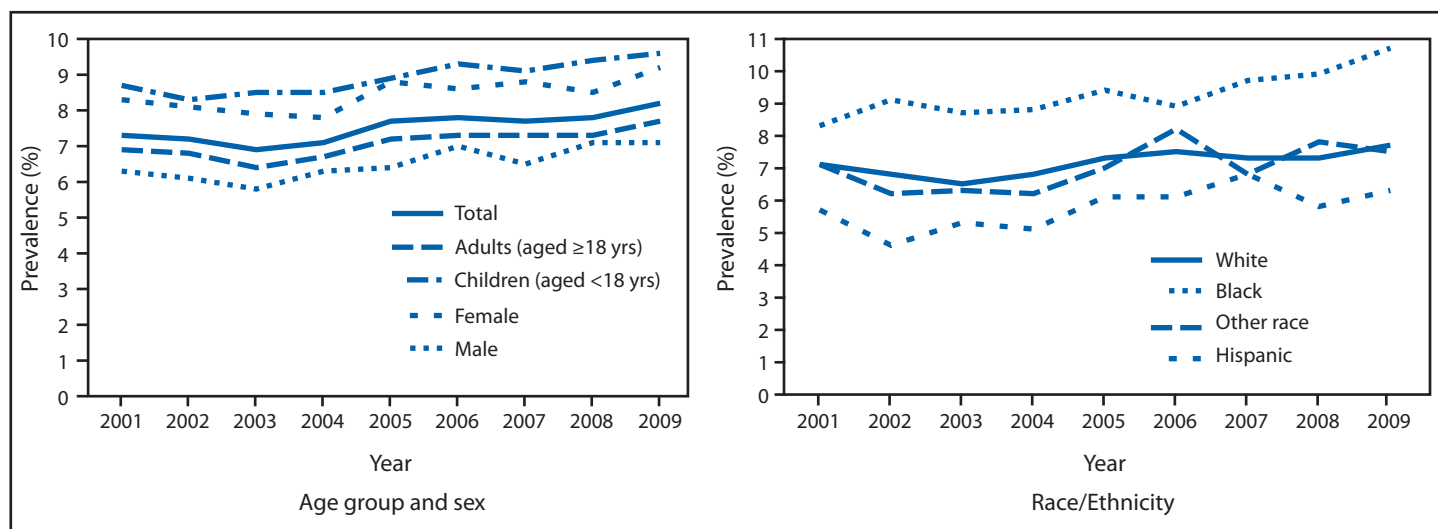 10
9
8
7
6
5
4
3
2
1
0
Prevalence (%)
Total
Adults (aged ≥18 yrs)
Children (aged <18 yrs)
Female
Male
2001 2002 2003 2004 2005 2006 2007 2008 2009
Year
Age group and sex
11
10
9
8
7
6
5
4
3
2
1
0
Prevalence (%)
White
Black
Other race
Hispanic
2001 2002 2003 2004 2005 2006 2007 2008 2009
Year
Race/Ethnicity